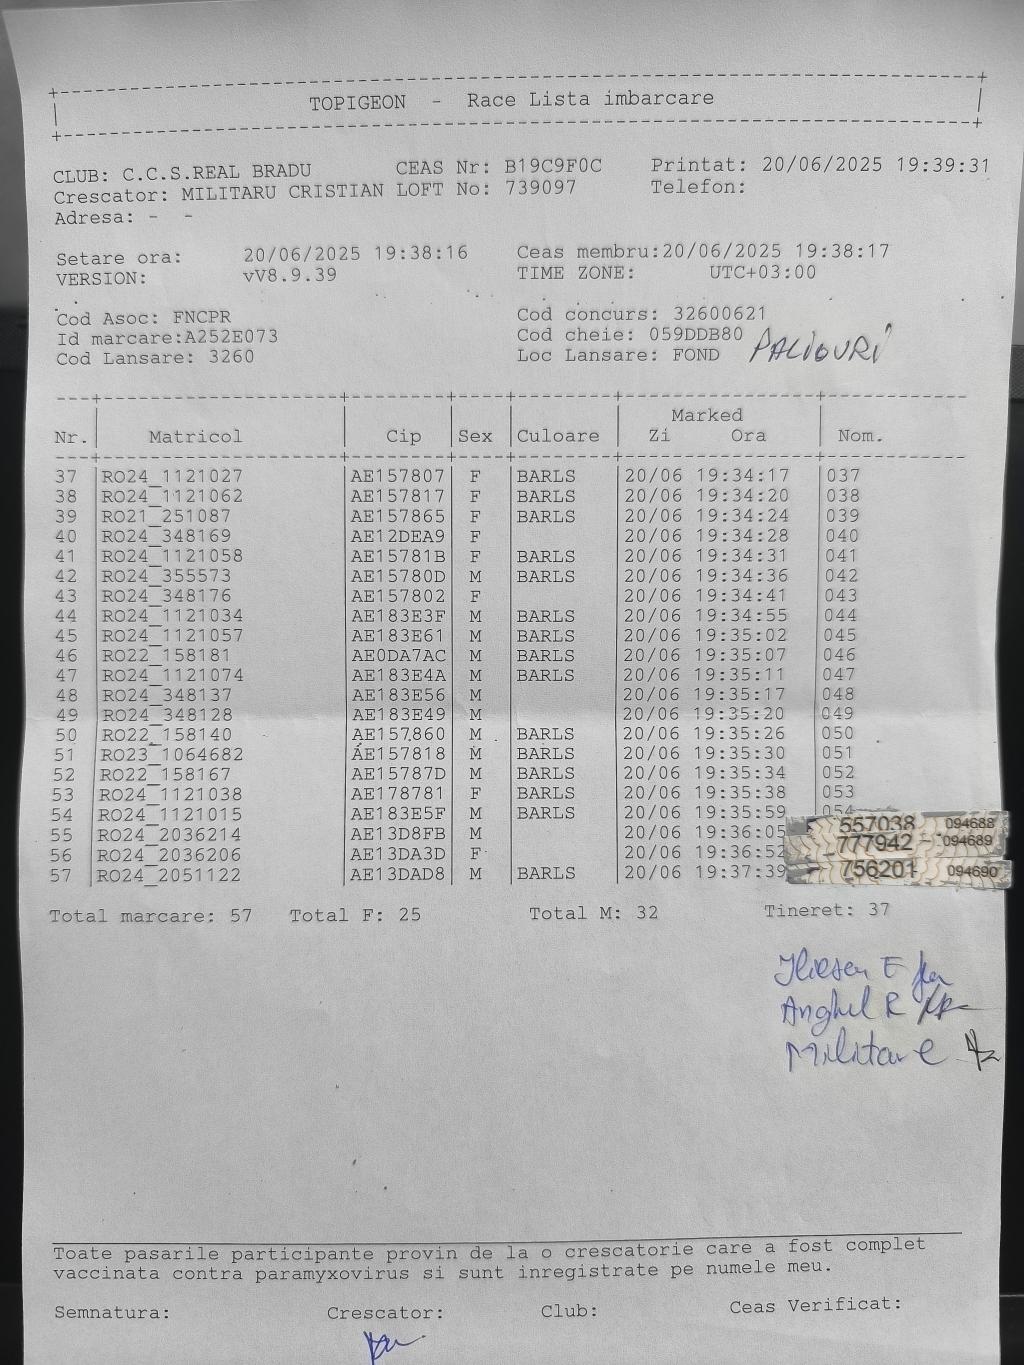 TOPIGEON - Race Lista imbarcare
CLUB: C.C.S.REAL BRADU CEAS Nr: B19C9F0C Printat: 20/06/2025 19:39:31
Crescator: MILITARU CRISTIAN LOFT No: 739097 Telefon:
Adresa: - -
Setare ora: 20/06/2025 19:38:16 Ceas membru:20/06/2025 19:38:17
VERSION: vV8.9.39 TIME ZONE: UTC+03:00
Cod Asoc: FNCPR Cod concurs: 32600621
Id marcare:A252E073 Cod cheie: 059DDB80
Cod Lansare: 3260 Loc Lansare: FOND PALIOURI
Marked
Nr. Matricol Cip Sex Culoare Zi Ora Nom.
37 RO24_1121027 AE157807 F BARLS 20/06 19:34:17 037
38 RO24_1121062 AE157817 F BARLS 20/06 19:34:20 038
39 RO21_251087 AE157865 F BARLS 20/06 19:34:24 039
40 RO24_348169 AE12DEA9 F 20/06 19:34:28 040
41 RO24_1121058 AE15781B F BARLS 20/06 19:34:31 041
42 RO24_355573 AE15780D M BARLS 20/06 19:34:36 042
43 RO24_348176 AE157802 F 20/06 19:34:41 043
44 RO24_1121034 AE183E3F M BARLS 20/06 19:34:55 044
45 RO24_1121057 AE183E61 M BARLS 20/06 19:35:02 045
46 RO22_158181 AE0DA7AC M BARLS 20/06 19:35:07 046
47 RO24_1121074 AE183E4A M BARLS 20/06 19:35:11 047
48 RO24_348137 AE183E56 M 20/06 19:35:17 048
49 RO24_348128 AE183E49 M 20/06 19:35:20 049
50 RO22_158140 AE157860 M BARLS 20/06 19:35:26 050
51 RO23_1064682 AE157818 M BARLS 20/06 19:35:30 051
52 RO22_158167 AE15787D M BARLS 20/06 19:35:34 052
53 RO24_1121038 AE178781 F BARLS 20/06 19:35:38 053
54 RO24_1121015 AE183E5F M BARLS 20/06 19:35:59 054
55 RO24_2036214 AE13D8FB M 20/06 19:36:05 557038 094688
56 RO24_2036206 AE13DA3D F 20/06 19:36:52 777942 094689
57 RO24_2051122 AE13DAD8 M BARLS 20/06 19:37:39 756201 094690
Total marcare: 57 Total F: 25 Total M: 32 Tineret: 37
Anghel R
Toate pasarile participante provin de la o crescatorie care a fost complet
vaccinata contra paramyxovirus si sunt inregistrate pe numele meu.
Semnatura: Crescator: Club: Ceas Verificat: